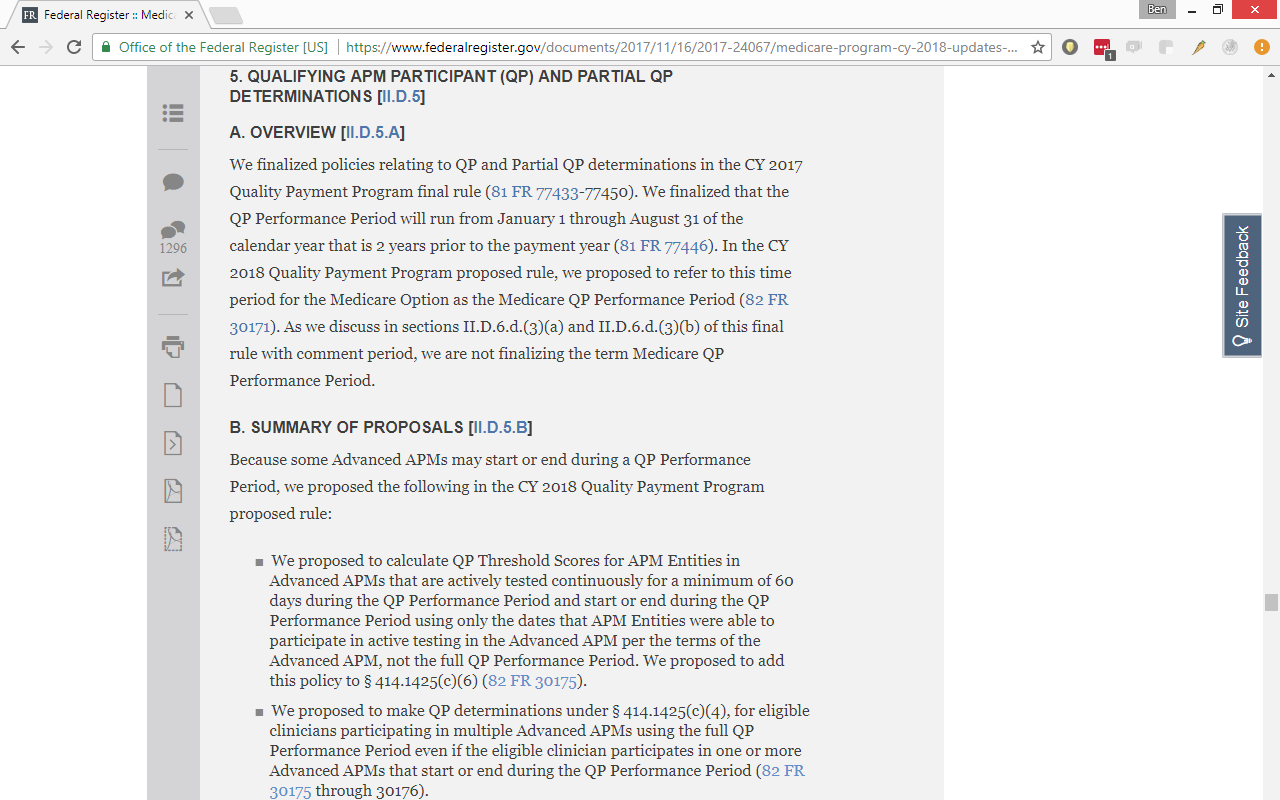 Federal Register :: Medic
Ben
Office of the Federal Register [US]
https://www.federalregister.gov/documents/2017/11/16/2017-24067/medicare-program-cy-2018-updates-...
1
5. QUALIFYING APM PARTICIPANT (QP) AND PARTIAL QP
DETERMINATIONS [II.D.5]
A. OVERVIEW [II.D.5.A]
We finalized policies relating to QP and Partial QP determinations in the CY 2017
Quality Payment Program final rule (81 FR 77433-77450). We finalized that the
QP Performance Period will run from January 1 through August 31 of the
calendar year that is 2 years prior to the payment year (81 FR 77446). In the CY
2018 Quality Payment Program proposed rule, we proposed to refer to this time
period for the Medicare Option as the Medicare QP Performance Period (82 FR
30171). As we discuss in sections II.D.6.d.(3)(a) and II.D.6.d.(3)(b) of this final
rule with comment period, we are not finalizing the term Medicare QP
Performance Period.
1296
Site Feedback
B. SUMMARY OF PROPOSALS [II.D.5.B]
Because some Advanced APMs may start or end during a QP Performance
Period, we proposed the following in the CY 2018 Quality Payment Program
proposed rule:
■ We proposed to calculate QP Threshold Scores for APM Entities in
Advanced APMs that are actively tested continuously for a minimum of 60
days during the QP Performance Period and start or end during the QP
Performance Period using only the dates that APM Entities were able to
participate in active testing in the Advanced APM per the terms of the
Advanced APM, not the full QP Performance Period. We proposed to add
this policy to § 414.1425(c)(6) (82 FR 30175).
■ We proposed to make QP determinations under § 414.1425(c)(4), for eligible
clinicians participating in multiple Advanced APMs using the full QP
Performance Period even if the eligible clinician participates in one or more
Advanced APMs that start or end during the QP Performance Period (82 FR
30175 through 30176).